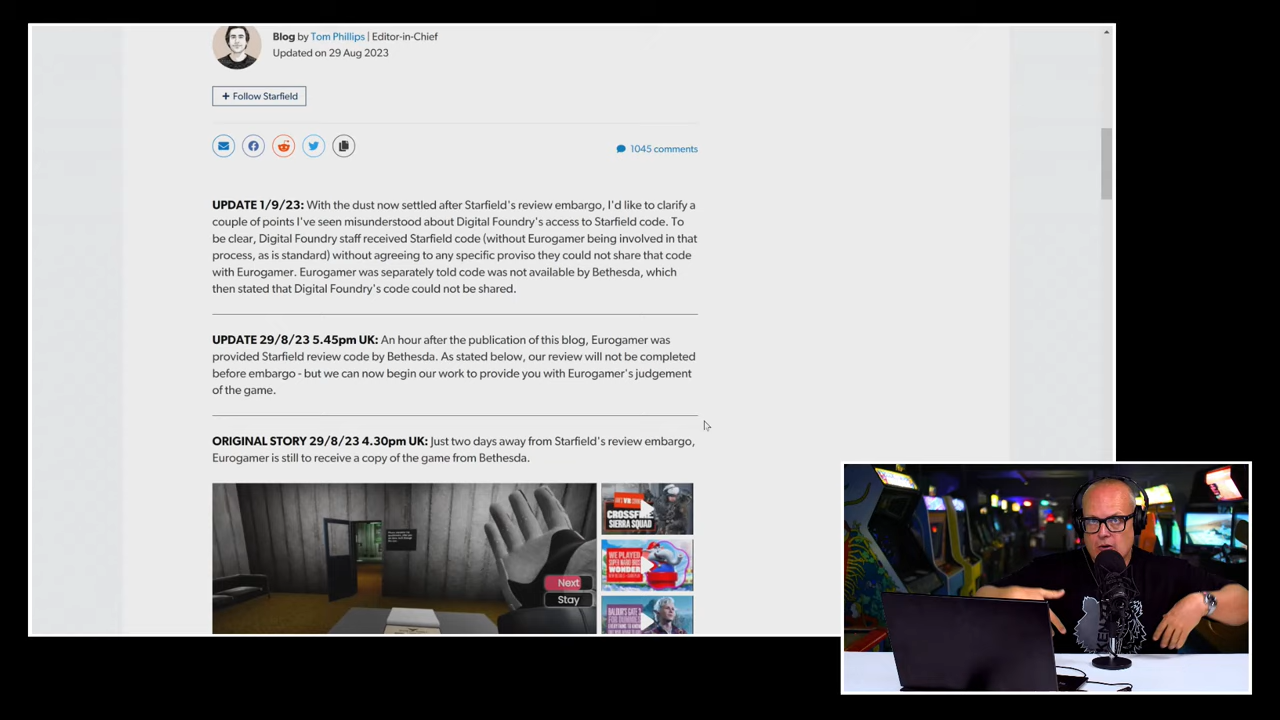 Blog by Tom Phillips | Editor-in-Chief
Updated on 29 Aug 2023
+ Follow Starfield
1045 comments
UPDATE 1/9/23: With the dust now settled after Starfield's review embargo, I'd like to clarify a
couple of points I've seen misunderstood about Digital Foundry's access to Starfield code. To
be clear, Digital Foundry staff received Starfield code (without Eurogamer being involved in that
process, as is standard) without agreeing to any specific proviso they could not share that code
with Eurogamer. Eurogamer was separately told code was not available by Bethesda, which
then stated that Digital Foundry's code could not be shared.
UPDATE 29/8/23 5.45pm UK: An hour after the publication of this blog, Eurogamer was
provided Starfield review code by Bethesda. As stated below, our review will not be completed
before embargo - but we can now begin our work to provide you with Eurogamer's judgement
of the game.
ORIGINAL STORY 29/8/23 4.30pm UK: Just two days away from Starfield's review embargo,
Eurogamer is still to receive a copy of the game from Bethesda.
Next
Stay
CROSSFIRE
SIERRA SQUAD
WE PLAYED
SUPER MARIO BROS
WONDER
BALDUR'S GATE 3